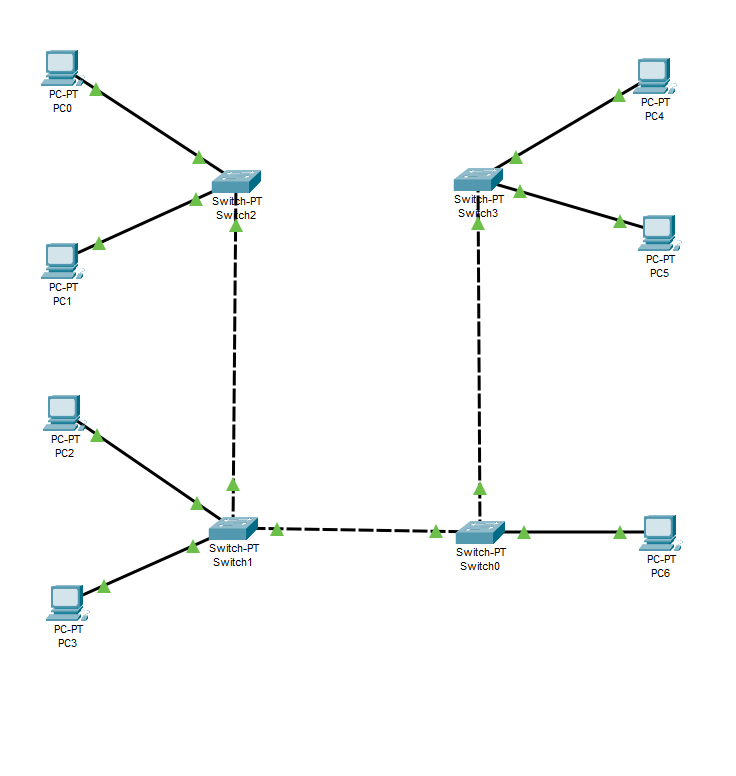 PC-PT
PC0
PC-PT
PC4
Switch-PT
Switch2
Switch-PT
Switch3
PC-PT
PC1
PC-PT
PC5
PC-PT
PC2
Switch-PT
Switch1
Switch-PT
Switch0
PC-PT
PC6
PC-PT
PC3